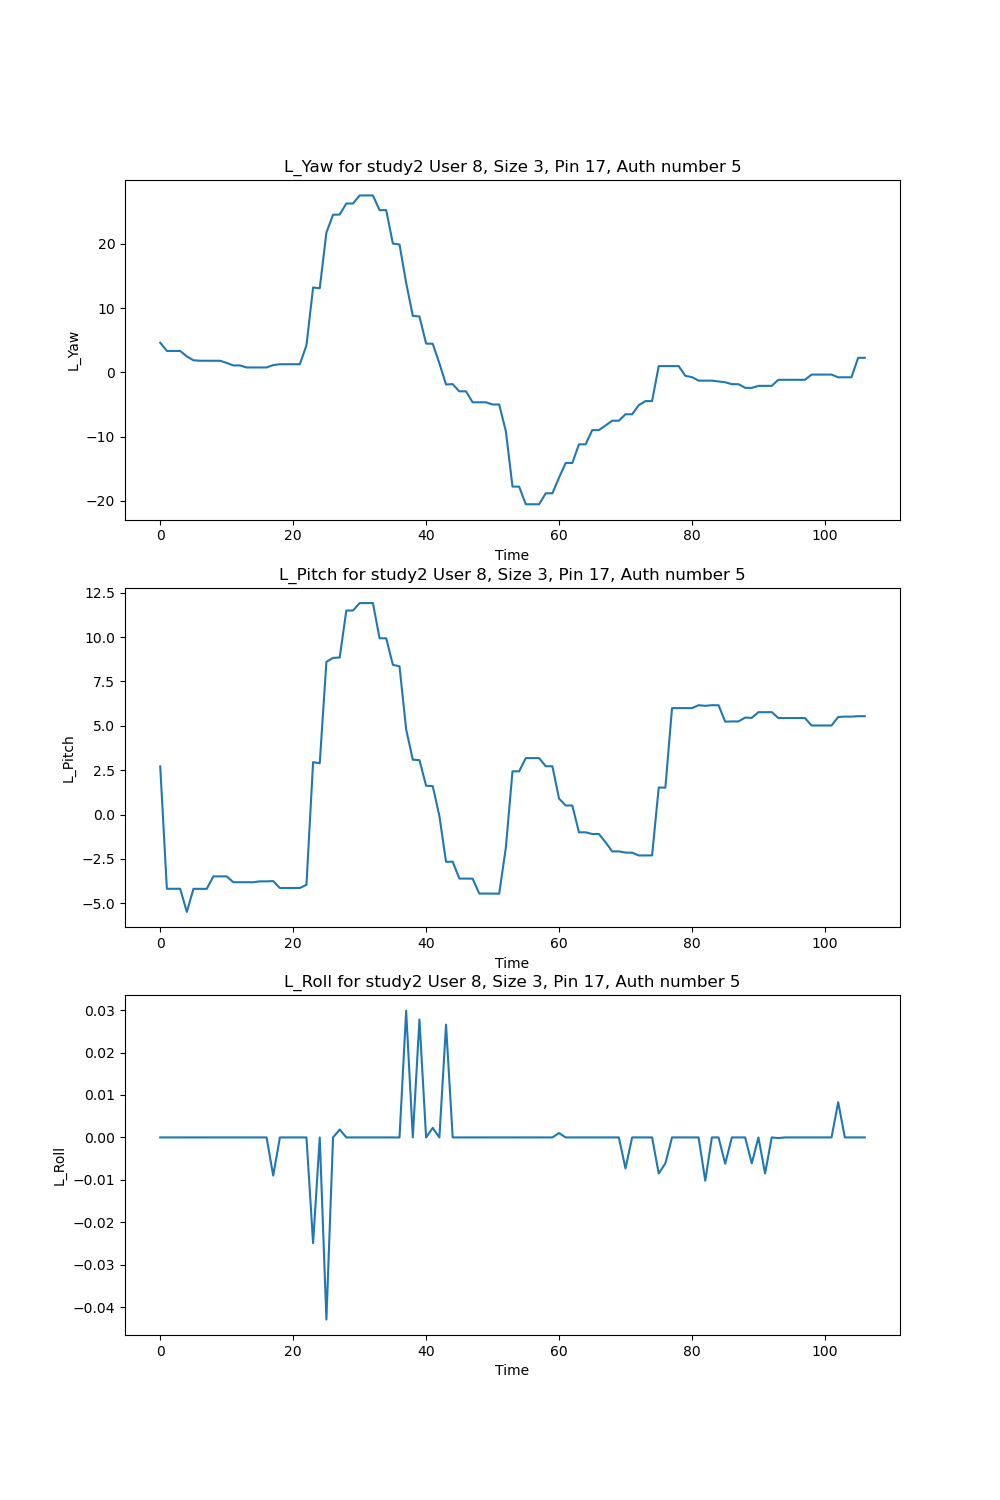 L_Yaw for study2 User 8, Size 3, Pin 17, Auth number 5
20
10
0
−10
−20
L_Yaw
0 20 40 60 80 100
Time
L_Pitch for study2 User 8, Size 3, Pin 17, Auth number 5
12.5
10.0
7.5
5.0
2.5
0.0
−2.5
−5.0
L_Pitch
0 20 40 60 80 100
Time
L_Roll for study2 User 8, Size 3, Pin 17, Auth number 5
0.03
0.02
0.01
0.00
−0.01
−0.02
−0.03
−0.04
L_Roll
0 20 40 60 80 100
Time